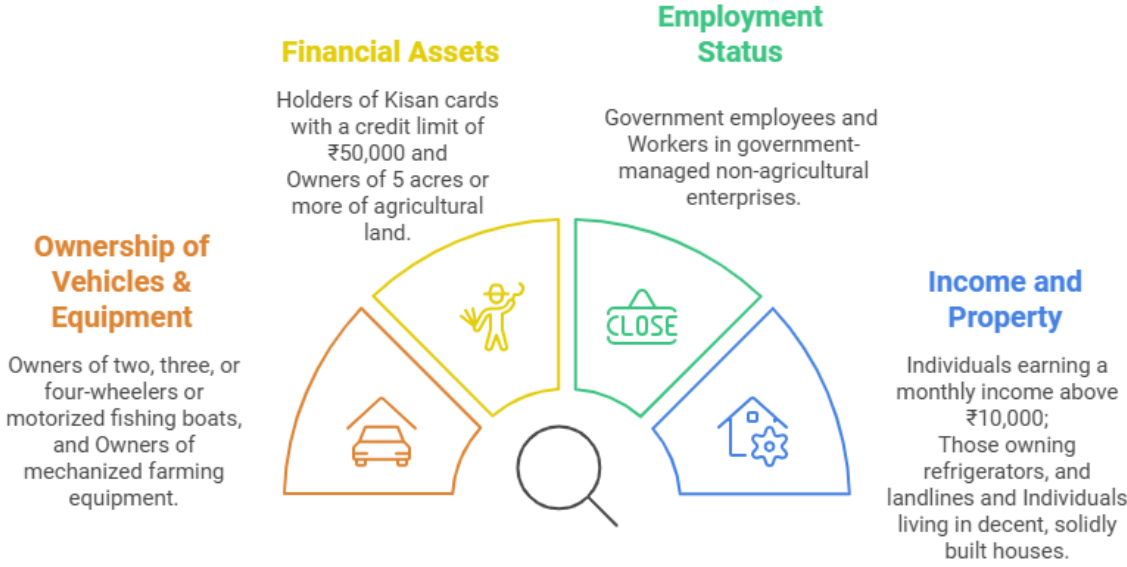 Ownership of
Vehicles &
Equipment
Owners of two, three, or
four-wheelers or
motorized fishing boats,
and Owners of
mechanized farming
equipment.
Financial Assets
Holders of Kisan cards
with a credit limit of
₹50,000 and
Owners of 5 acres or
more of agricultural
land.
Employment
Status
Government employees and
Workers in government-
managed non-agricultural
enterprises.
CLOSE
Income and
Property
Individuals earning a
monthly income above
₹10,000;
Those owning
refrigerators, and
landlines and Individuals
living in decent, solidly
built houses.